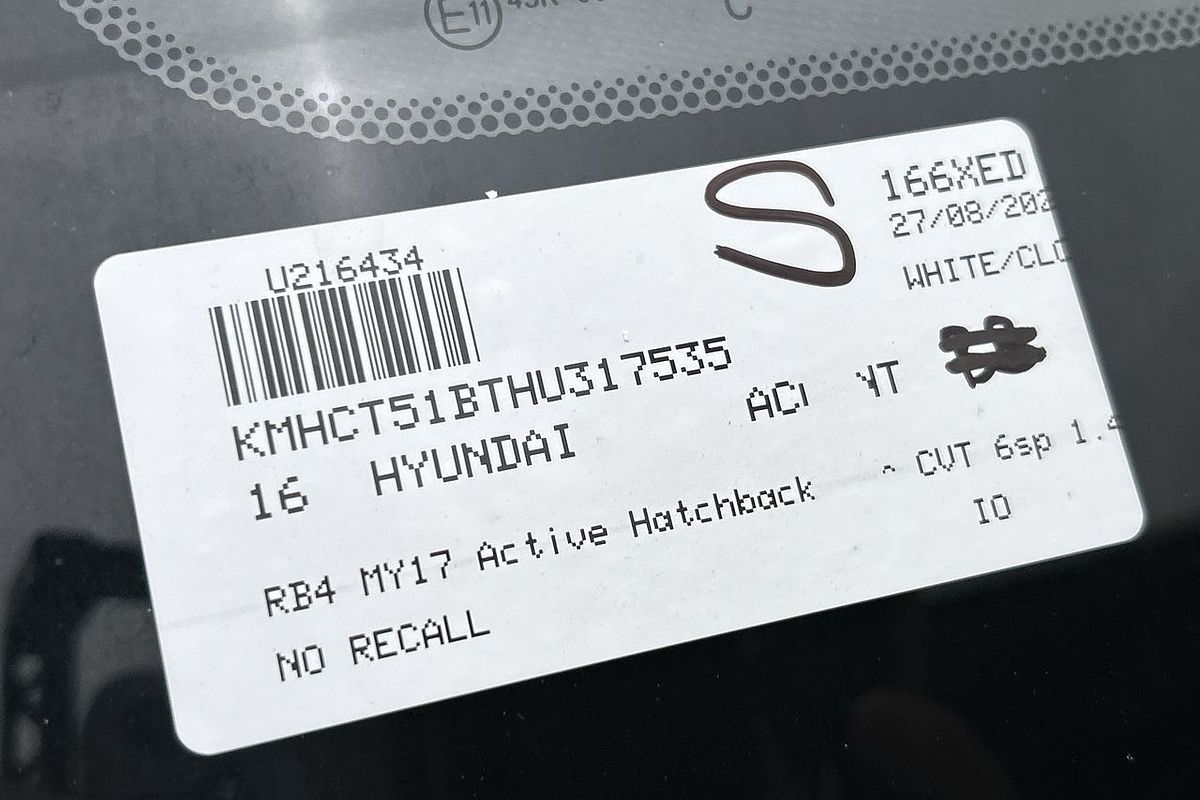 E11
C
S
166XED
27/08/202
WHITE/CLO
U216434
KMHCT51BTHU317535
16 HYUNDAI
RB4 MY17 Active Hatchback - CVT 6sp 1.4
IO
NO RECALL